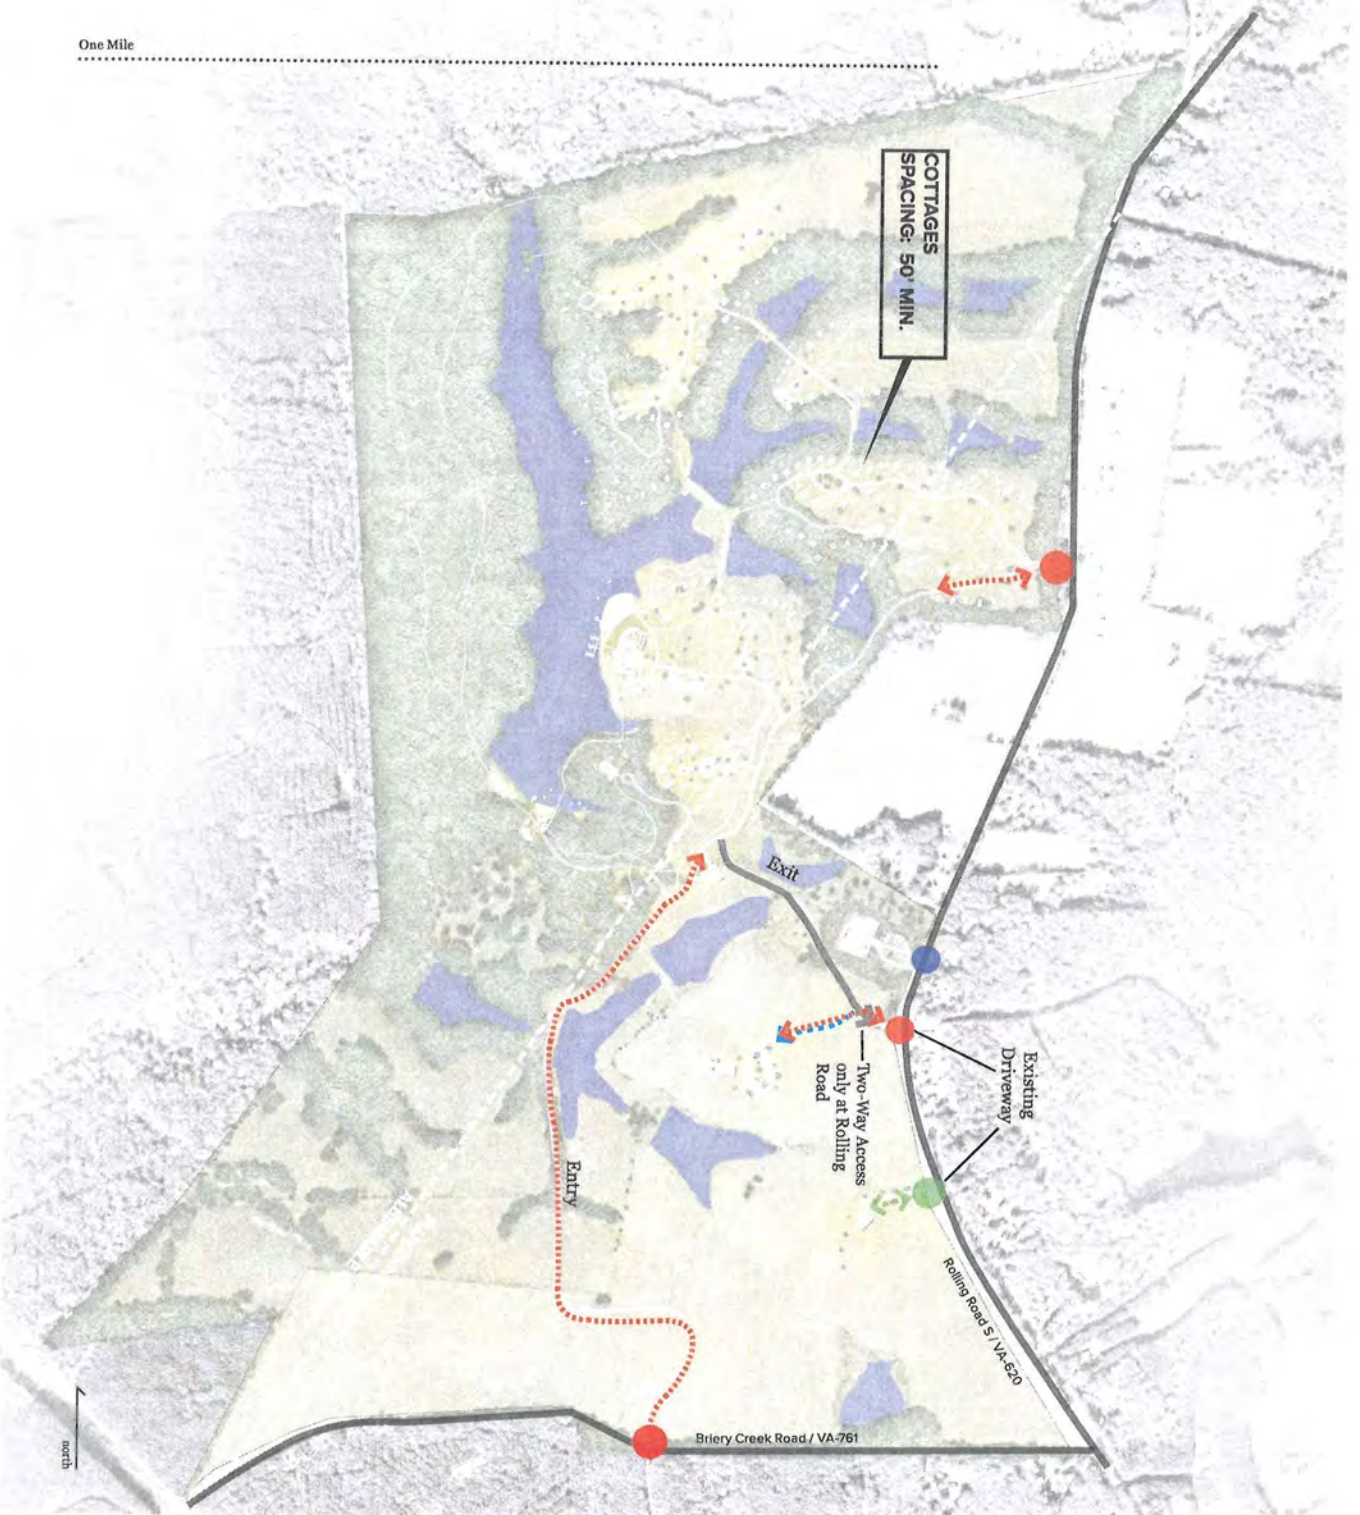 One Mile
COTTAGES
SPACING: 50' MIN.
Exit
Existing
Driveway
Two-Way Access
only at Rolling
Road
Entry
Rolling Road S / VA-620
Briery Creek Road / VA-761
north